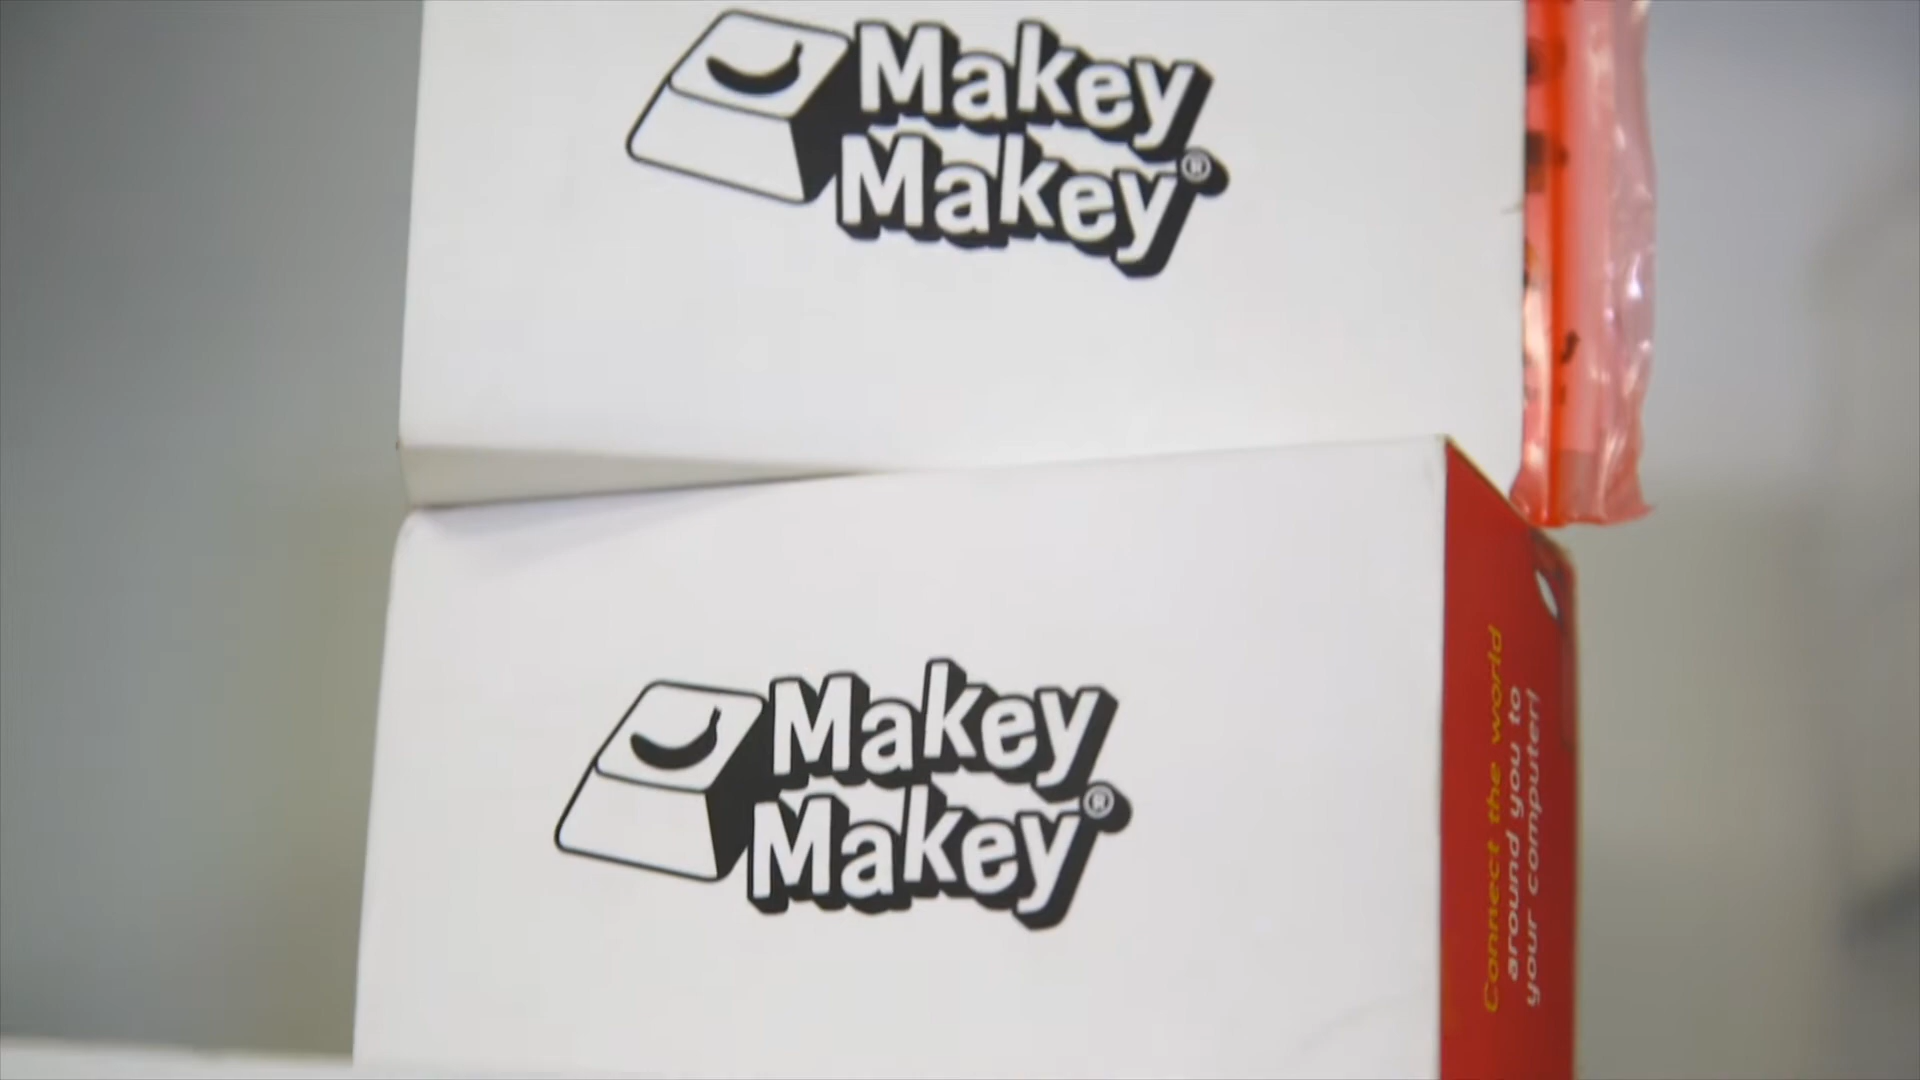 Makey
Makey®
Makey
Makey®
Connect the world
around you to
your computer!